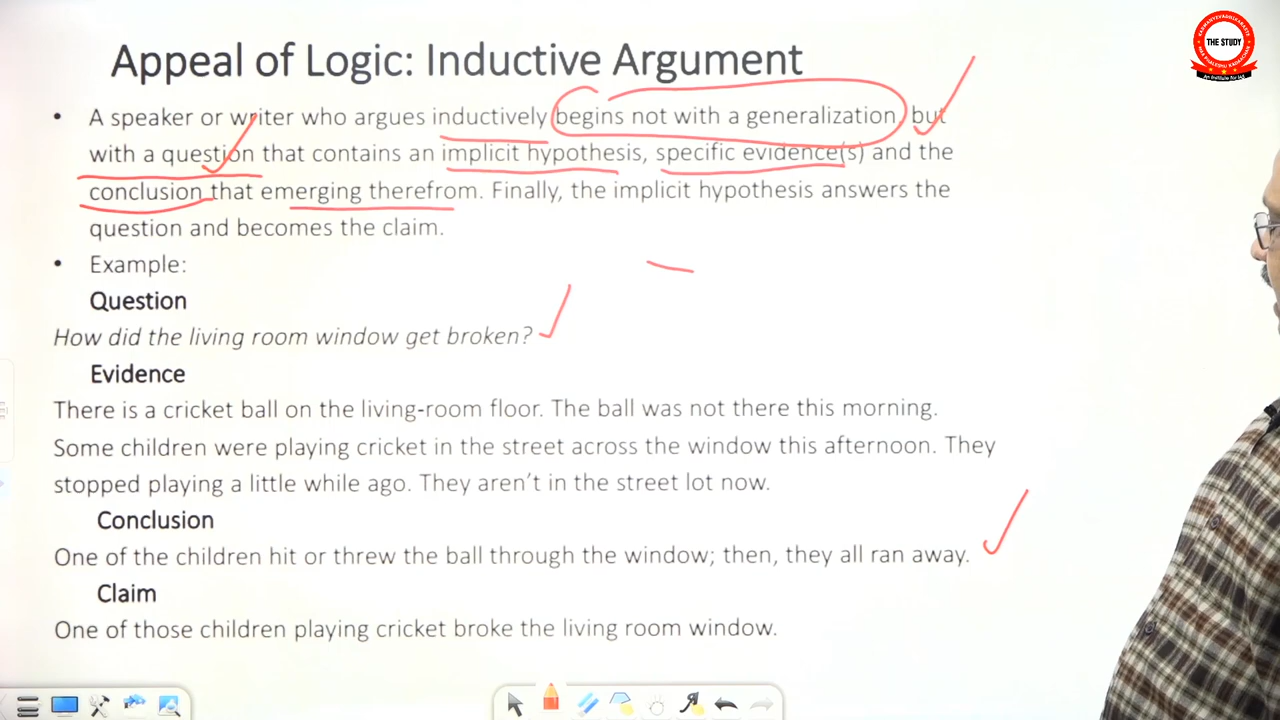 Appeal of Logic: Inductive Argument
THE STUDY
An Institute for IAS
• A speaker or writer who argues inductively begins not with a generalization, but
with a question that contains an implicit hypothesis, specific evidence(s) and the
conclusion that emerging therefrom. Finally, the implicit hypothesis answers the
question and becomes the claim.
• Example:
Question
How did the living room window get broken?
Evidence
There is a cricket ball on the living-room floor. The ball was not there this morning.
Some children were playing cricket in the street across the window this afternoon. They
stopped playing a little while ago. They aren't in the street lot now.
Conclusion
One of the children hit or threw the ball through the window; then, they all ran away.
Claim
One of those children playing cricket broke the living room window.